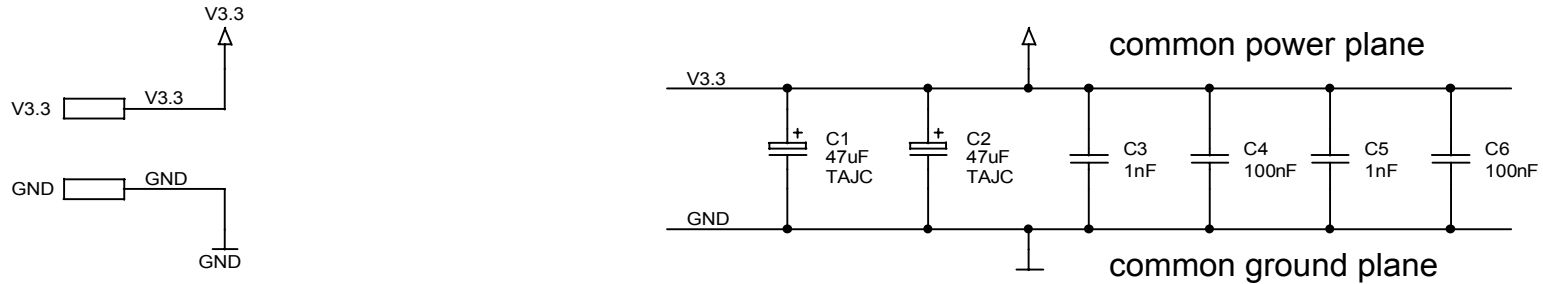 V3.3
V3.3
V3.3
GND
GND
GND
common power plane
V3.3
C1
47uF
TAJC
C2
47uF
TAJC
C3
1nF
C4
100nF
C5
1nF
C6
100nF
GND
common ground plane